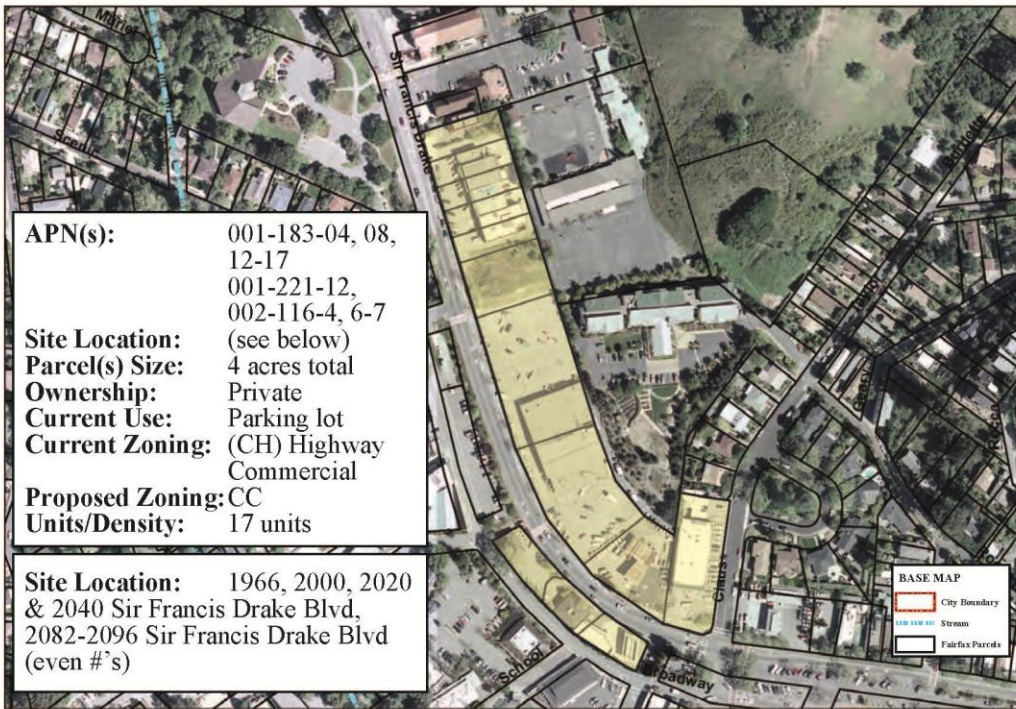 Marin
Scenic
Sir Francis Drake
APN(s): 001-183-04, 08,
12-17
001-221-12,
002-116-4, 6-7
Site Location: (see below)
Parcel(s) Size: 4 acres total
Ownership: Private
Current Use: Parking lot
Current Zoning: (CH) Highway
Commercial
Proposed Zoning: CC
Units/Density: 17 units
Site Location: 1966, 2000, 2020
& 2040 Sir Francis Drake Blvd,
2082-2096 Sir Francis Drake Blvd
(even #'s)
School
Broadway
BASE MAP
City Boundary
Stream
Fairfax Parcels